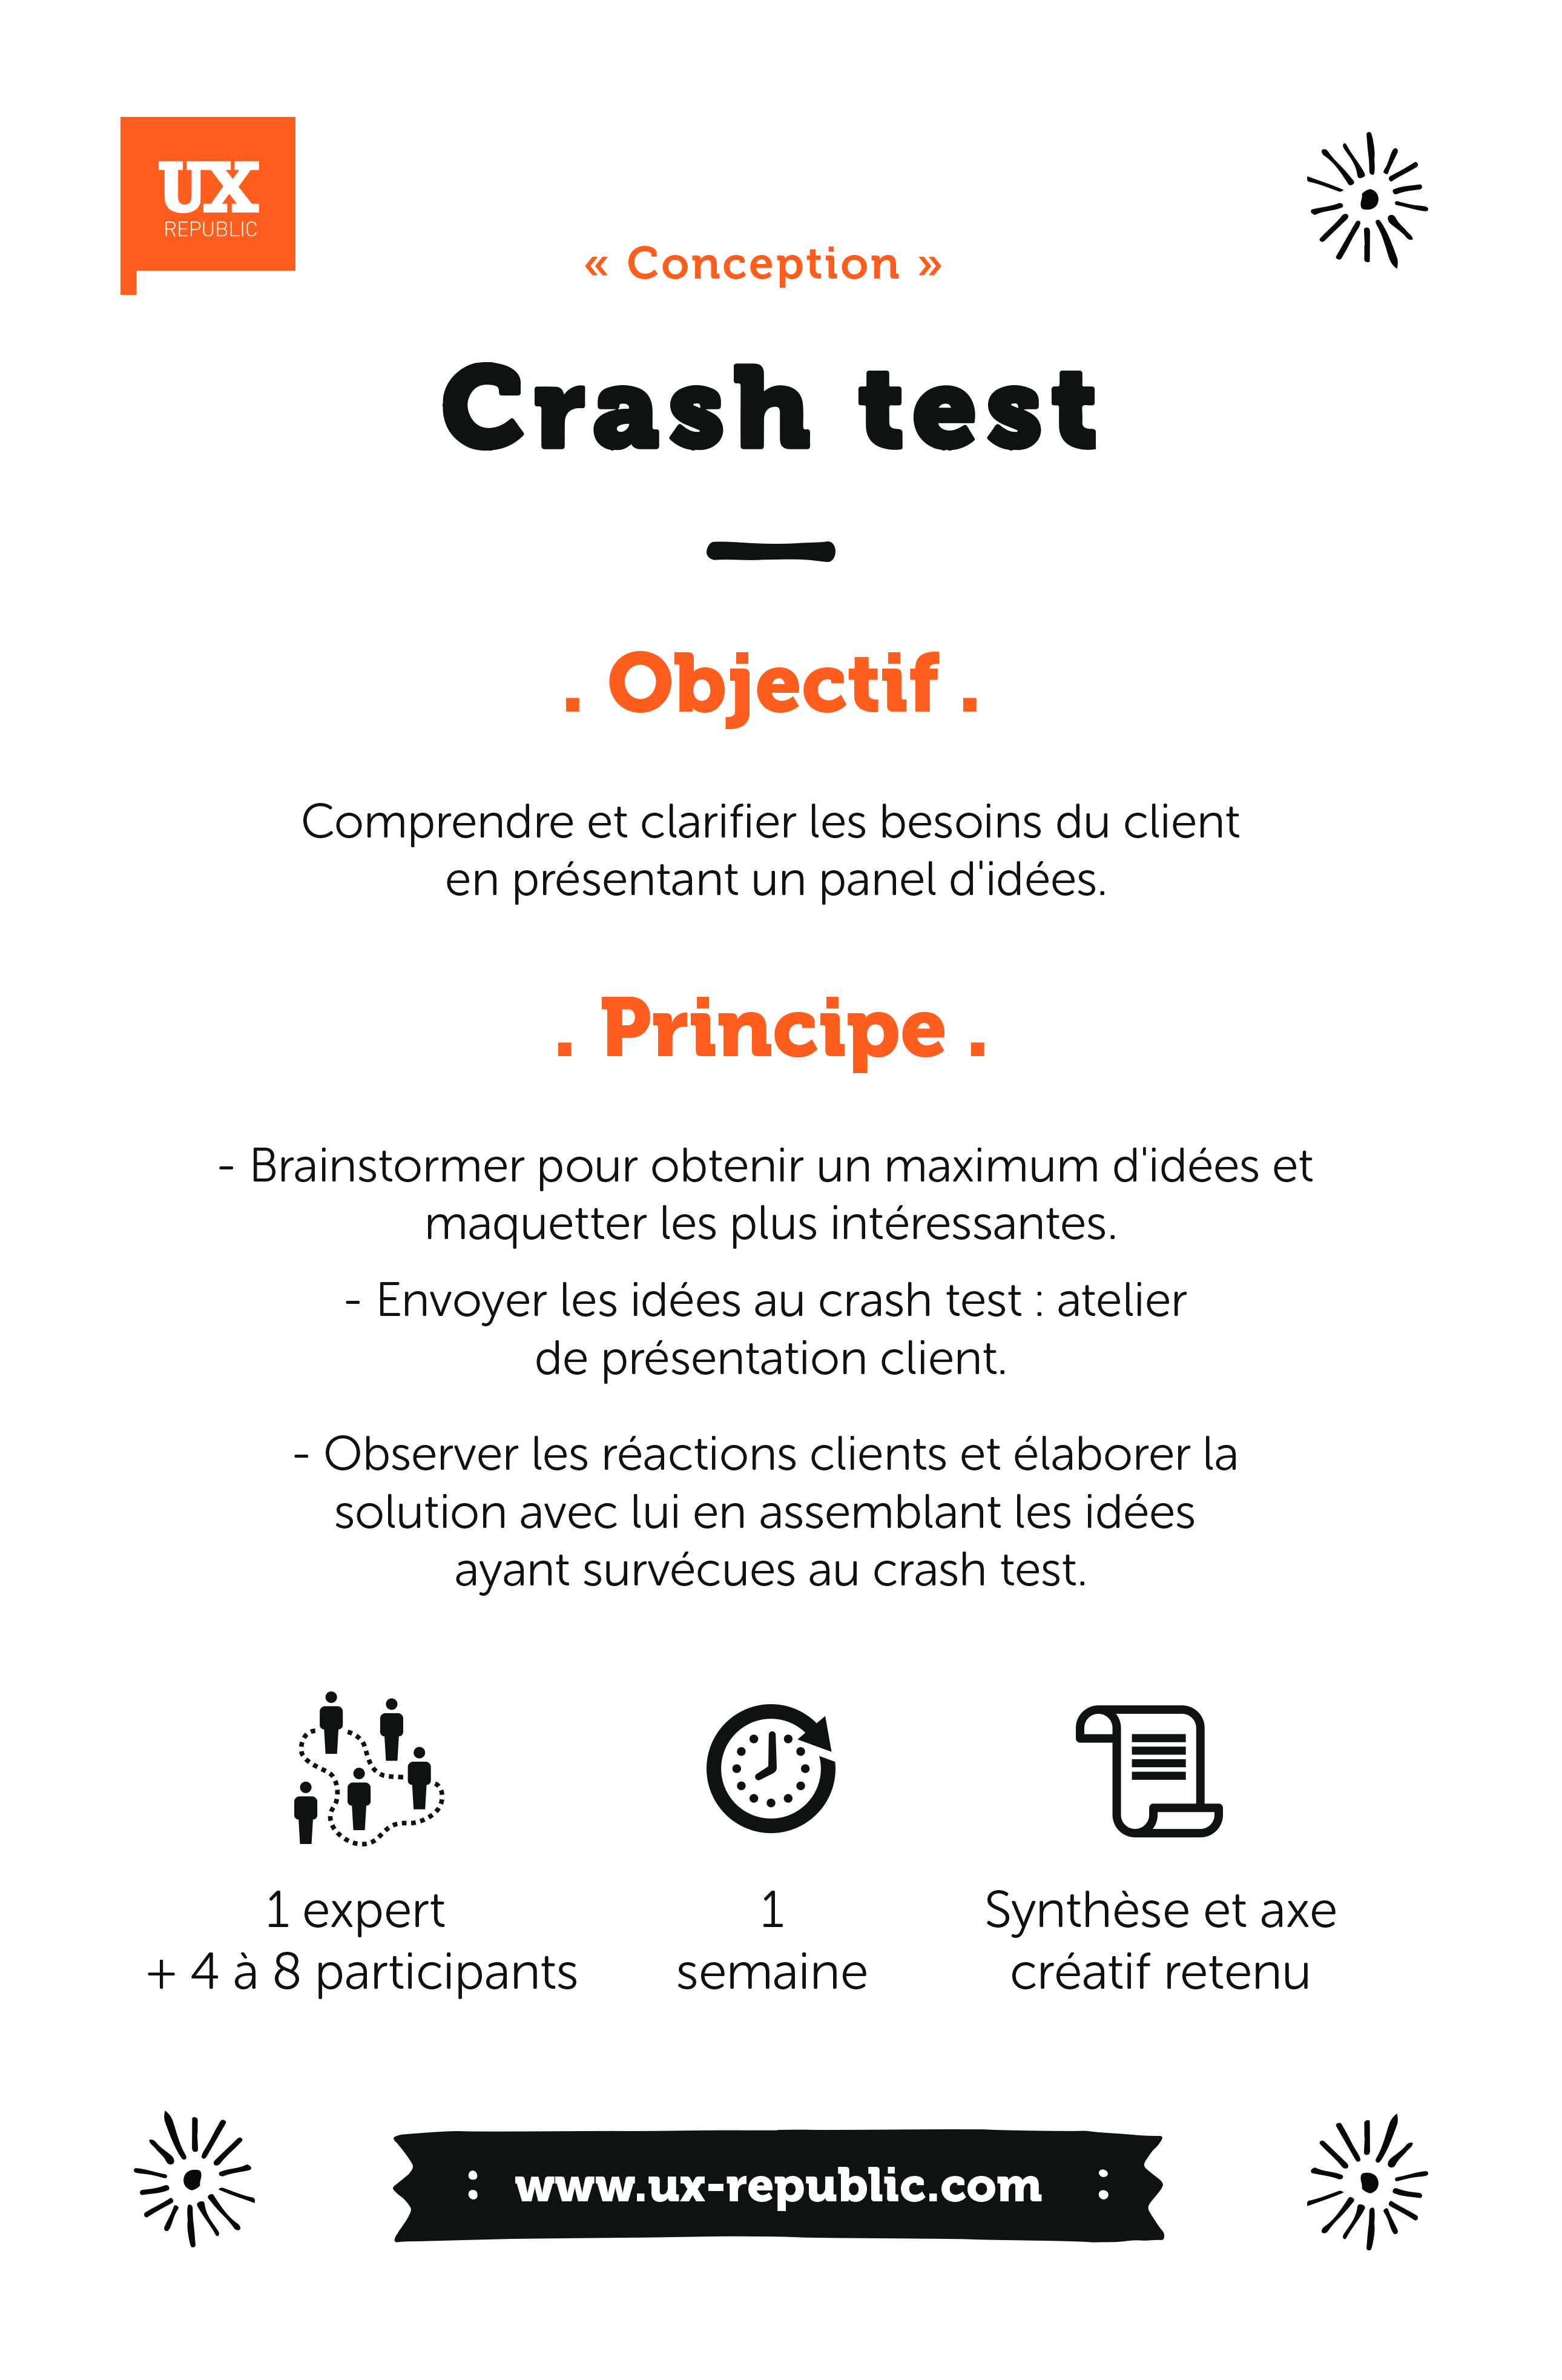 UX
REPUBLIC
« Conception »
Crash test
. Objectif .
Comprendre et clarifier les besoins du client
en présentant un panel d'idées.
. Principe .
- Brainstormer pour obtenir un maximum d'idées et
maquetter les plus intéressantes.
- Envoyer les idées au crash test : atelier
de présentation client.
- Observer les réactions clients et élaborer la
solution avec lui en assemblant les idées
ayant survécues au crash test.
1 expert
+ 4 à 8 participants
1
semaine
Synthèse et axe
créatif retenu
: www.ux-republic.com :